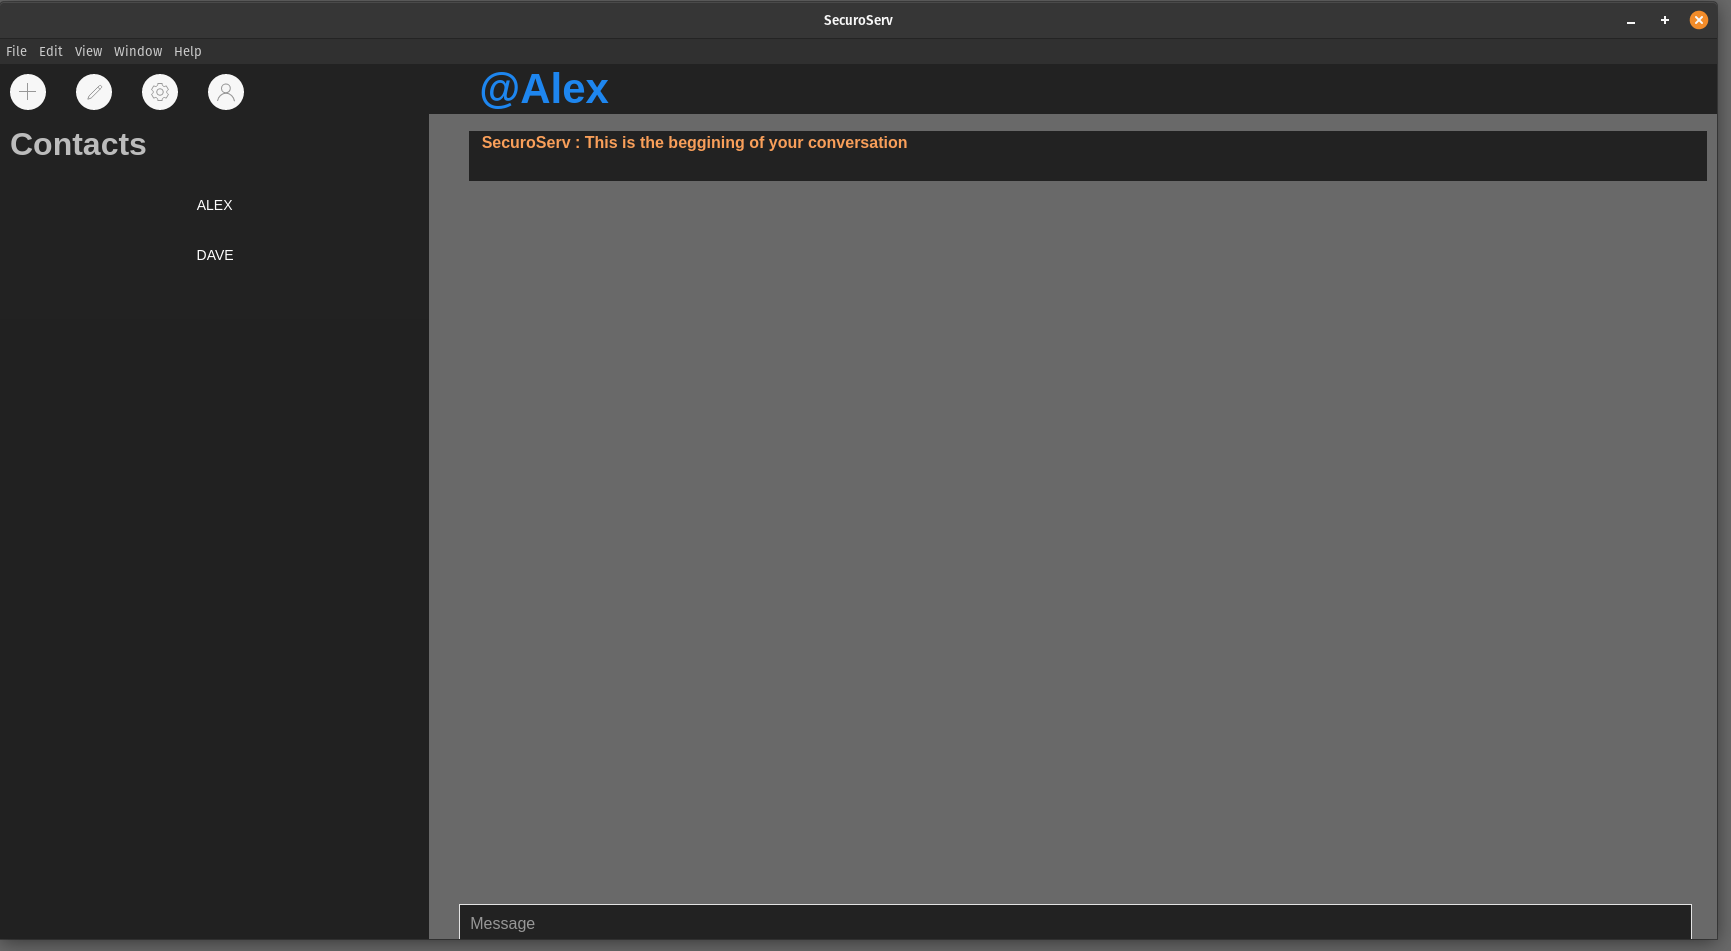 SecuroServ
File Edit View Window Help
@Alex
Contacts
SecuroServ : This is the beggining of your conversation
ALEX
DAVE
Message